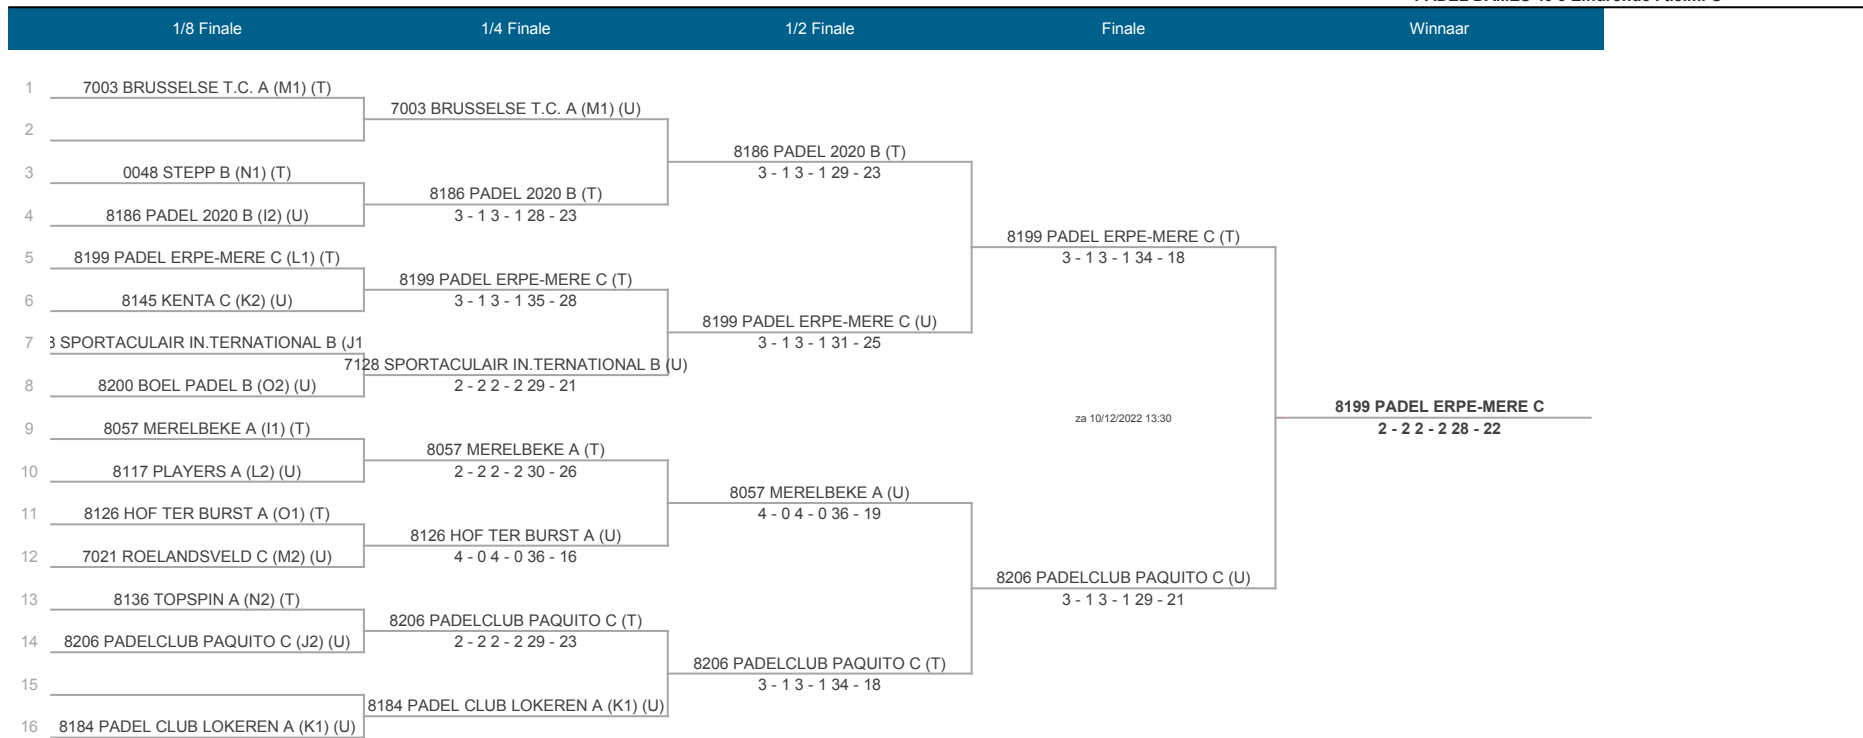 1/8 Finale 1/4 Finale 1/2 Finale Finale Winnaar
1 7003 BRUSSELSE T.C. A (M1) (T)
7003 BRUSSELSE T.C. A (M1) (U)
2
8186 PADEL 2020 B (T)
3 0048 STEPP B (N1) (T)
3 - 1 3 - 1 29 - 23
8186 PADEL 2020 B (T)
4 8186 PADEL 2020 B (I2) (U)
3 - 1 3 - 1 28 - 23
8199 PADEL ERPE-MERE C (T)
5 8199 PADEL ERPE-MERE C (L1) (T)
3 - 1 3 - 1 34 - 18
8199 PADEL ERPE-MERE C (T)
6 8145 KENTA C (K2) (U)
3 - 1 3 - 1 35 - 28
8199 PADEL ERPE-MERE C (U)
7 SPORTACULAIR IN.TERNATIONAL B (J1
3 - 1 3 - 1 31 - 25
7128 SPORTACULAIR IN.TERNATIONAL B (U)
8 8200 BOEL PADEL B (O2) (U)
2 - 2 2 - 2 29 - 21
8199 PADEL ERPE-MERE C
za 10/12/2022 13:30
9 8057 MERELBEKE A (I1) (T)
2 - 2 2 - 2 28 - 22
8057 MERELBEKE A (T)
10 8117 PLAYERS A (L2) (U)
2 - 2 2 - 2 30 - 26
8057 MERELBEKE A (U)
11 8126 HOF TER BURST A (O1) (T)
4 - 0 4 - 0 36 - 19
8126 HOF TER BURST A (U)
12 7021 ROELANDSVELD C (M2) (U)
4 - 0 4 - 0 36 - 16
8206 PADELCLUB PAQUITO C (U)
13 8136 TOPSPIN A (N2) (T)
3 - 1 3 - 1 29 - 21
8206 PADELCLUB PAQUITO C (T)
14 8206 PADELCLUB PAQUITO C (J2) (U)
2 - 2 2 - 2 29 - 23
8206 PADELCLUB PAQUITO C (T)
15
3 - 1 3 - 1 34 - 18
8184 PADEL CLUB LOKEREN A (K1) (U)
16 8184 PADEL CLUB LOKEREN A (K1) (U)